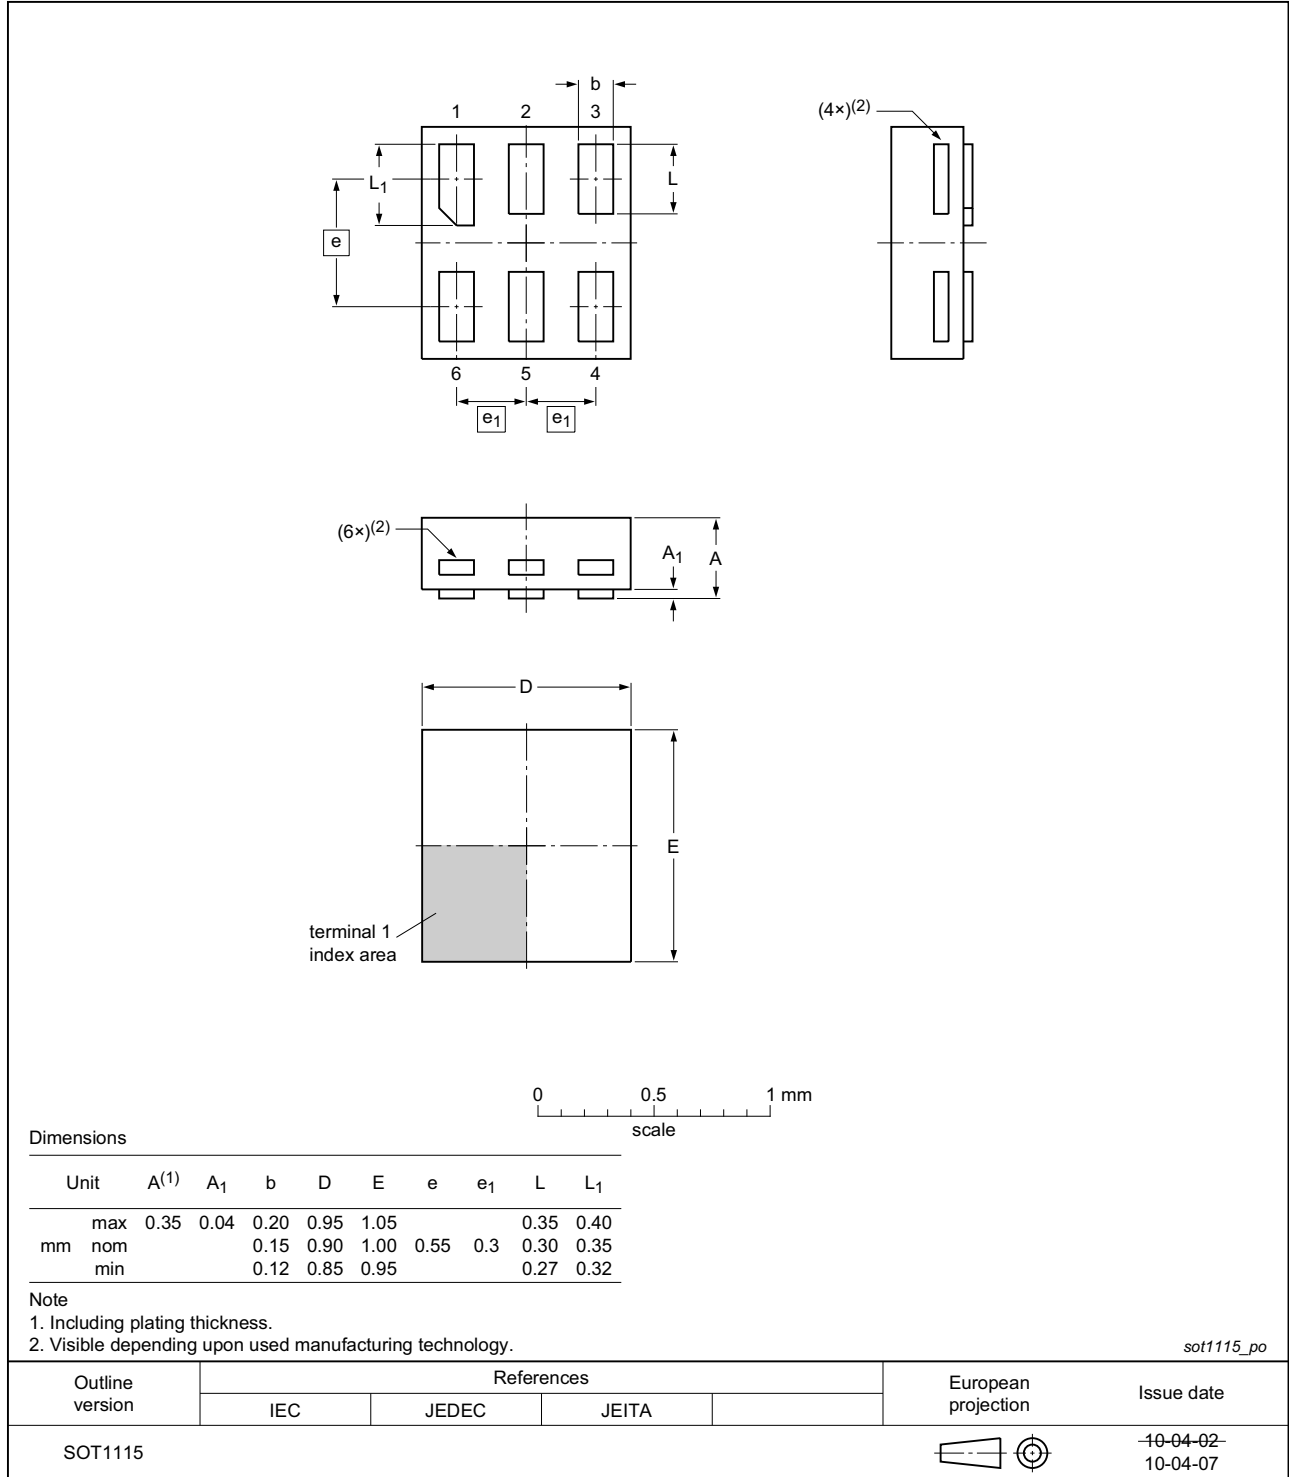 b
1 2 3
(4×)(2)
L1
L
e
6 5 4
e1 e1
(6×)(2)
A1 A
D
E
terminal 1
index area
0 0.5 1 mm
scale
Dimensions
Unit A(1) A1 b D E e e1 L L1
max 0.35 0.04 0.20 0.95 1.05 0.35 0.40
mm nom 0.15 0.90 1.00 0.55 0.3 0.30 0.35
min 0.12 0.85 0.95 0.27 0.32
Note
1. Including plating thickness.
2. Visible depending upon used manufacturing technology.
sot1115_po
Outline
version
References
IEC JEDEC JEITA
European
projection
Issue date
SOT1115
10-04-02
10-04-07